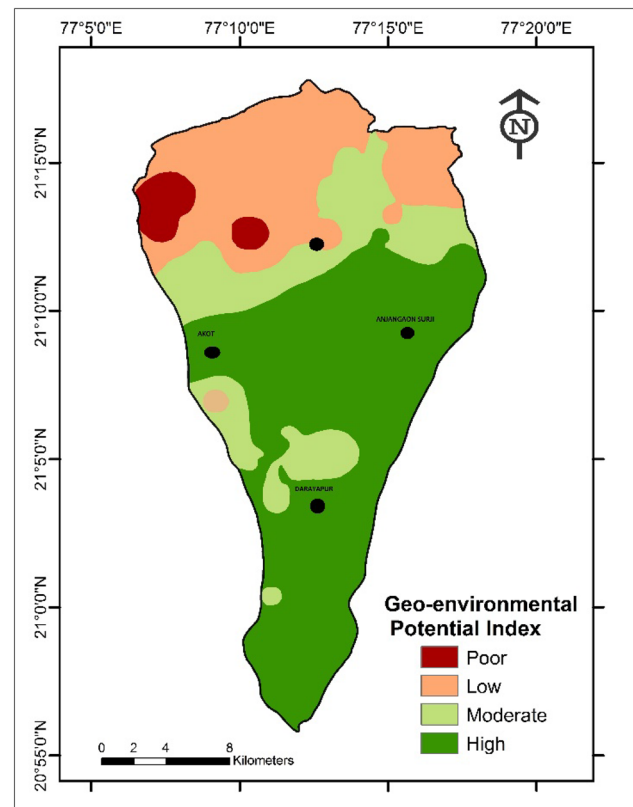 77°5'0"E
77°10'0"E
77°15'0"E
77°20'0"E
N
21°15'0"N
21°10'0"N
ANJANGAON SURJI
AKOT
21°5'0"N
DARAYAPUR
21°0'0"N
Geo-environmental
Potential Index
Poor
Low
Moderate
High
0 2 4 8
Kilometers
20°55'0"N